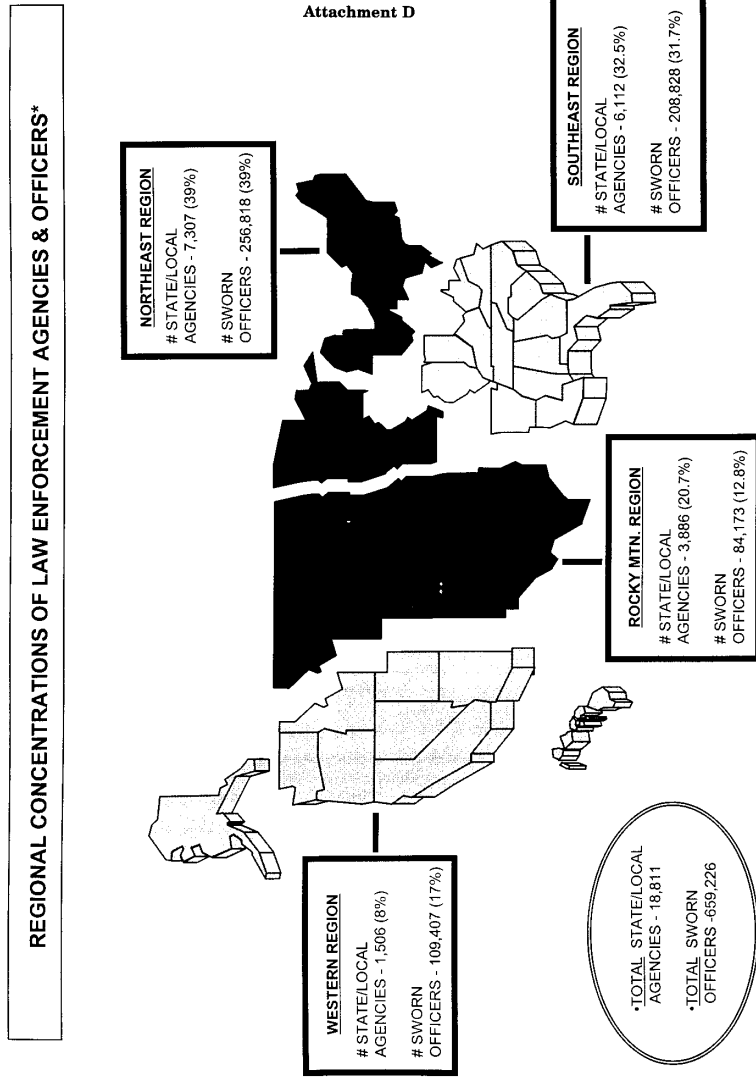 Attachment D
REGIONAL CONCENTRATIONS OF LAW ENFORCEMENT AGENCIES & OFFICERS*
WESTERN REGION
# STATE/LOCAL
AGENCIES - 1,506 (8%)
# SWORN
OFFICERS - 109,407 (17%)
NORTHEAST REGION
# STATE/LOCAL
AGENCIES - 7,307 (39%)
# SWORN
OFFICERS - 256,818 (39%)
ROCKY MTN. REGION
# STATE/LOCAL
AGENCIES - 3,886 (20.7%)
# SWORN
OFFICERS - 84,173 (12.8%)
SOUTHEAST REGION
# STATE/LOCAL
AGENCIES - 6,112 (32.5%)
# SWORN
OFFICERS - 208,828 (31.7%)
•TOTAL STATE/LOCAL
AGENCIES - 18,811
•TOTAL SWORN
OFFICERS -659,226